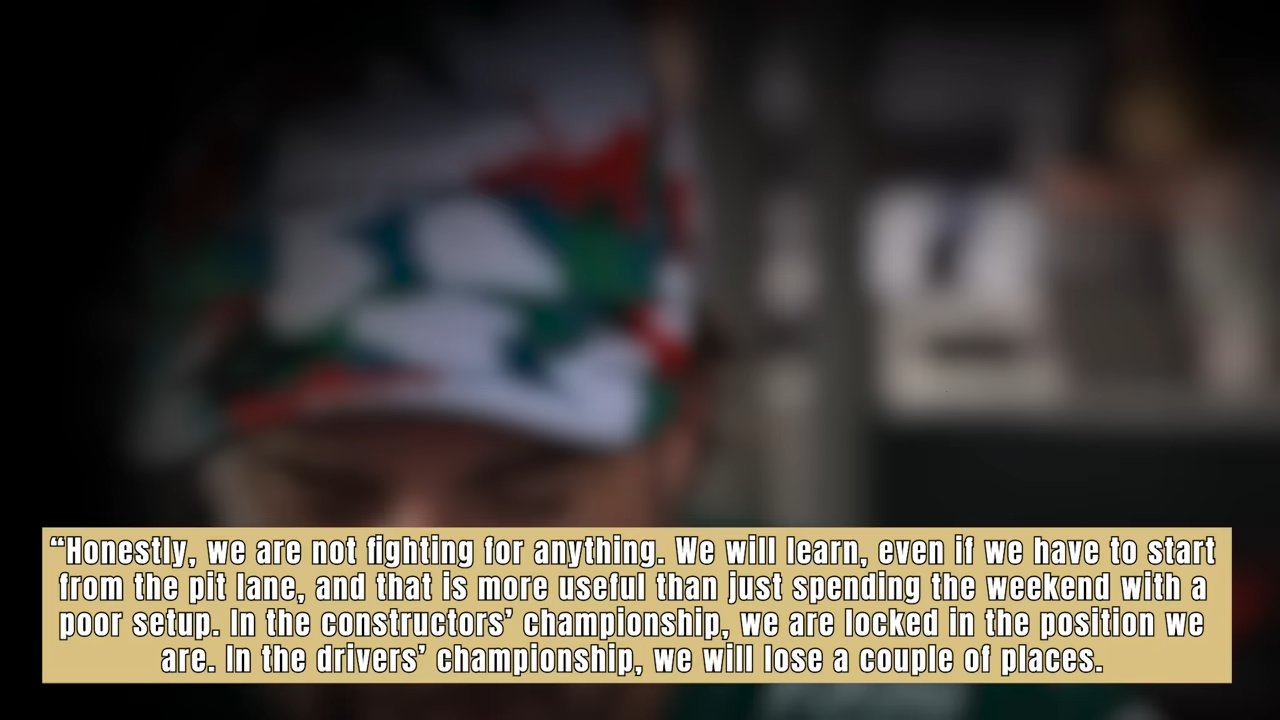 “Honestly, we are not fighting for anything. We will learn, even if we have to start
from the pit lane, and that is more useful than just spending the weekend with a
poor setup. In the constructors’ championship, we are locked in the position we
are. In the drivers’ championship, we will lose a couple of places.